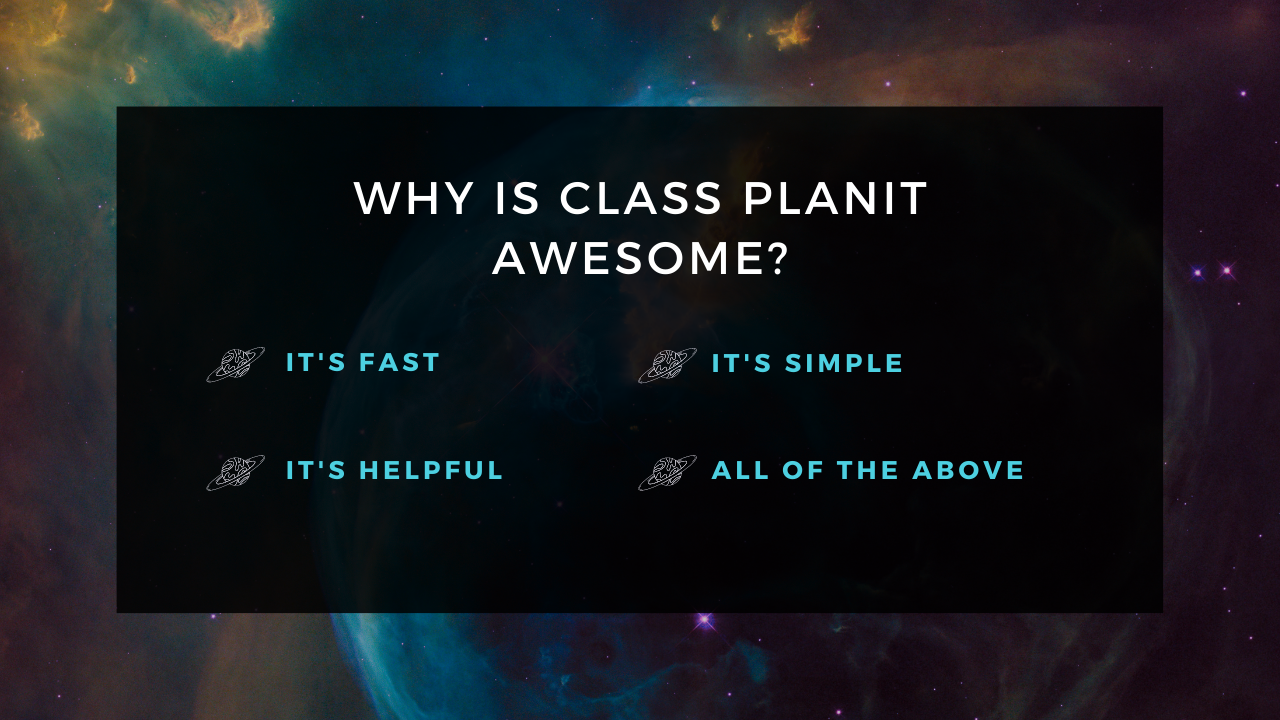 WHY IS CLASS PLANIT
AWESOME?
IT'S FAST
IT'S SIMPLE
IT'S HELPFUL
ALL OF THE ABOVE